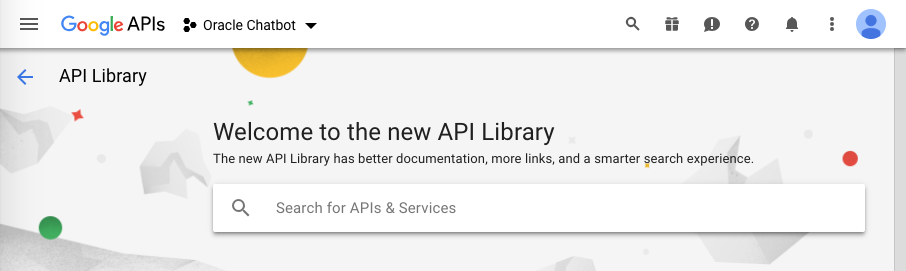 Google APIs Oracle Chatbot
API Library
Welcome to the new API Library
The new API Library has better documentation, more links, and a smarter search experience.
Search for APIs & Services